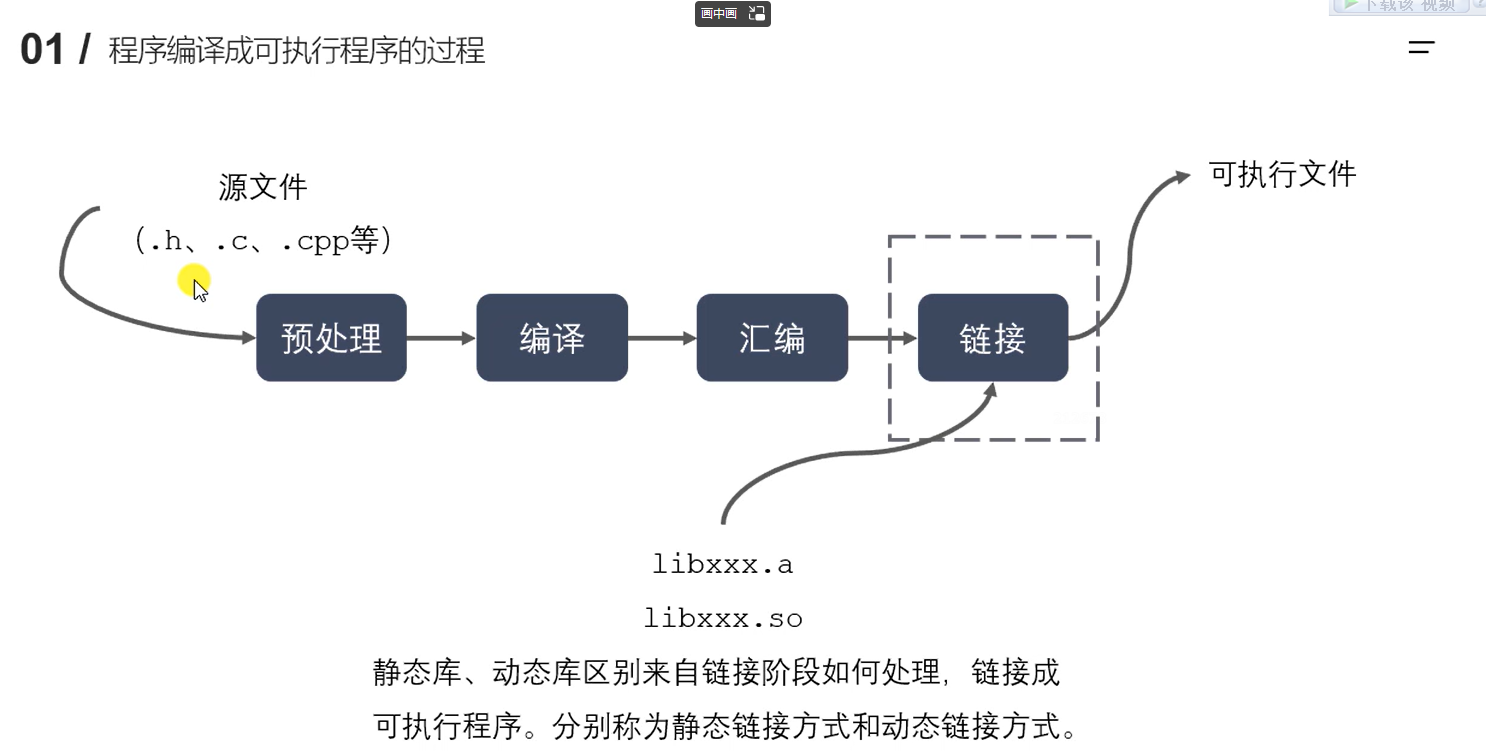 画中画
下载该视频
01 / 程序编译成可执行程序的过程
源文件
（.h、.c、.cpp等）
可执行文件
预处理
编译
汇编
链接
libxxx.a
libxxx.so
静态库、动态库区别来自链接阶段如何处理，链接成
可执行程序。分别称为静态链接方式和动态链接方式。